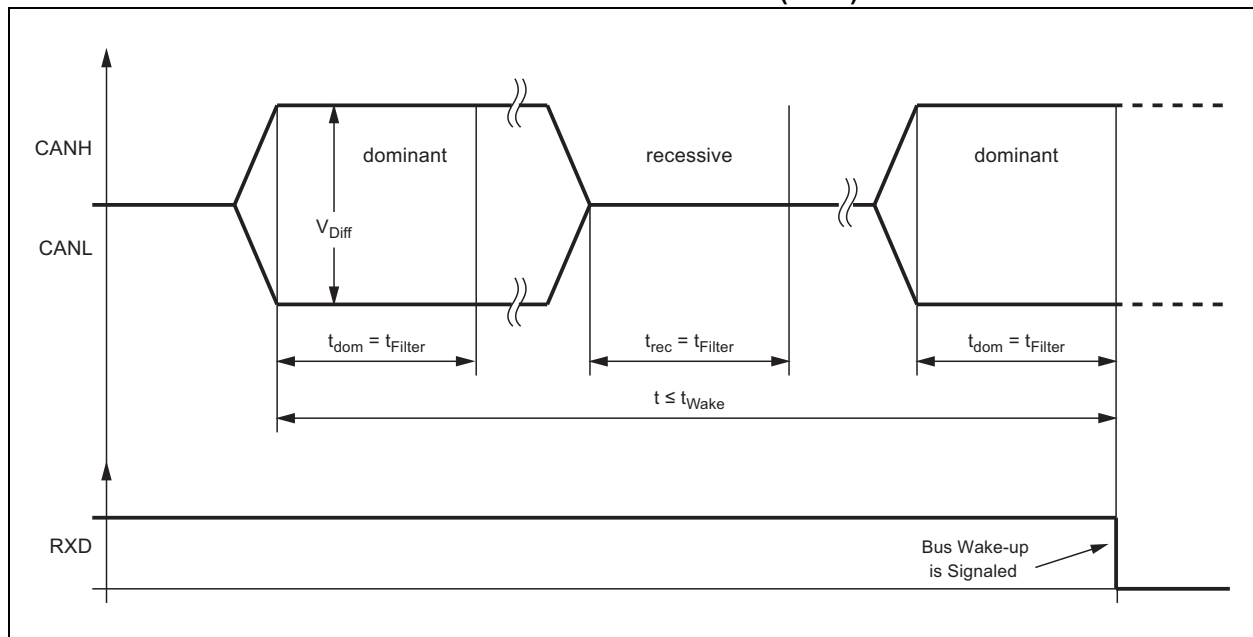 CANH
dominant
recessive
dominant
V_Diff
CANL
t_dom = t_Filter
t_rec = t_Filter
t_dom = t_Filter
t ≤ t_Wake
RXD
Bus Wake-up
is Signaled